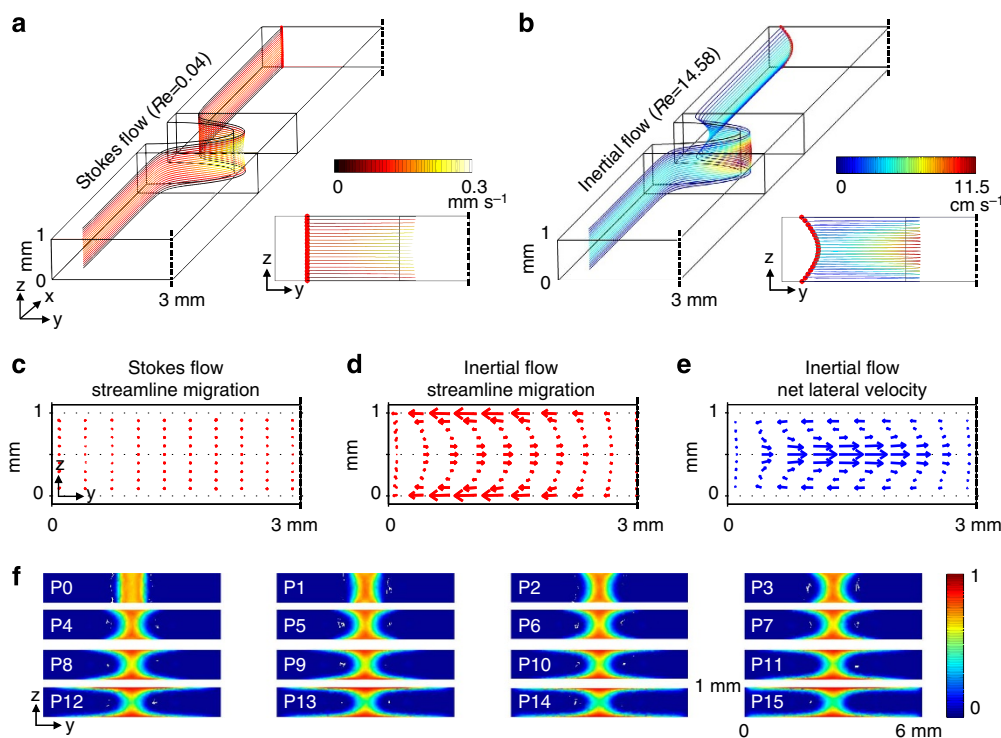 a
Stokes flow (Re=0.04)
0 0.3
mm s⁻¹
1
mm
0
z
x
y
3 mm
z
y
b
Inertial flow (Re=14.58)
0 11.5
cm s⁻¹
1
mm
0
3 mm
z
y
c
Stokes flow
streamline migration
1
mm
z
0
y
0 3 mm
d
Inertial flow
streamline migration
1
mm
0
0 3 mm
e
Inertial flow
net lateral velocity
1
mm
0
0 3 mm
f
P0 P1 P2 P3
P4 P5 P6 P7
P8 P9 P10 P11
P12 P13 P14 P15
z
y
1 mm
0 6 mm
1
0